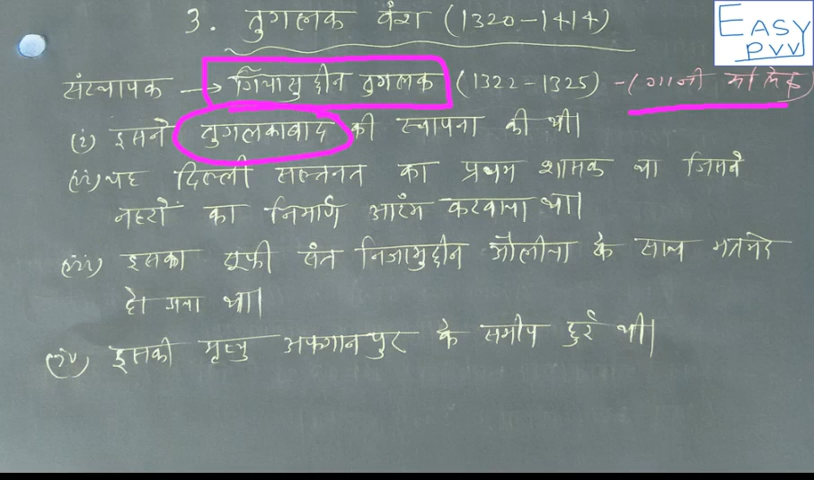 3. तुगलक वंश (1320-1414)
EASY
PVV
संस्थापक → गियासुद्दीन तुगलक (1322-1325) - (गाजी मलिक)
(i) इसने तुगलकाबाद की स्थापना की थी।
(ii) यह दिल्ली सल्तनत का प्रथम शासक था जिसने
नहरों का निर्माण आरंभ करवाया था।
(iii) इसका सूफी संत निजामुद्दीन औलीया के साथ मतभेद
हो गया था।
(iv) इसकी मृत्यु अफगानपुर के समीप हुई थी।